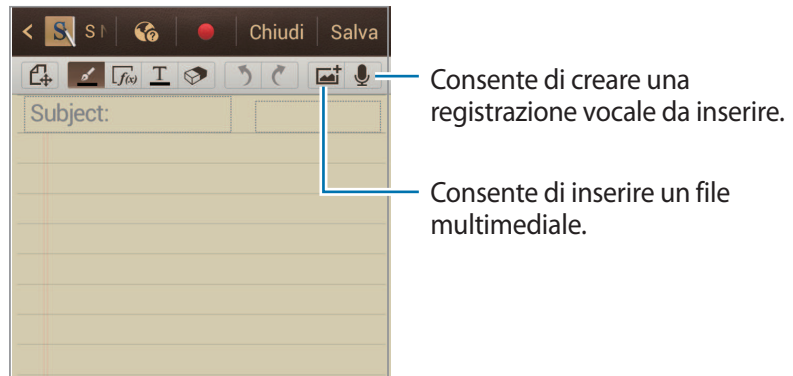 S N Chiudi Salva
f(x) T
Subject:
Consente di creare una
registrazione vocale da inserire.
Consente di inserire un file
multimediale.